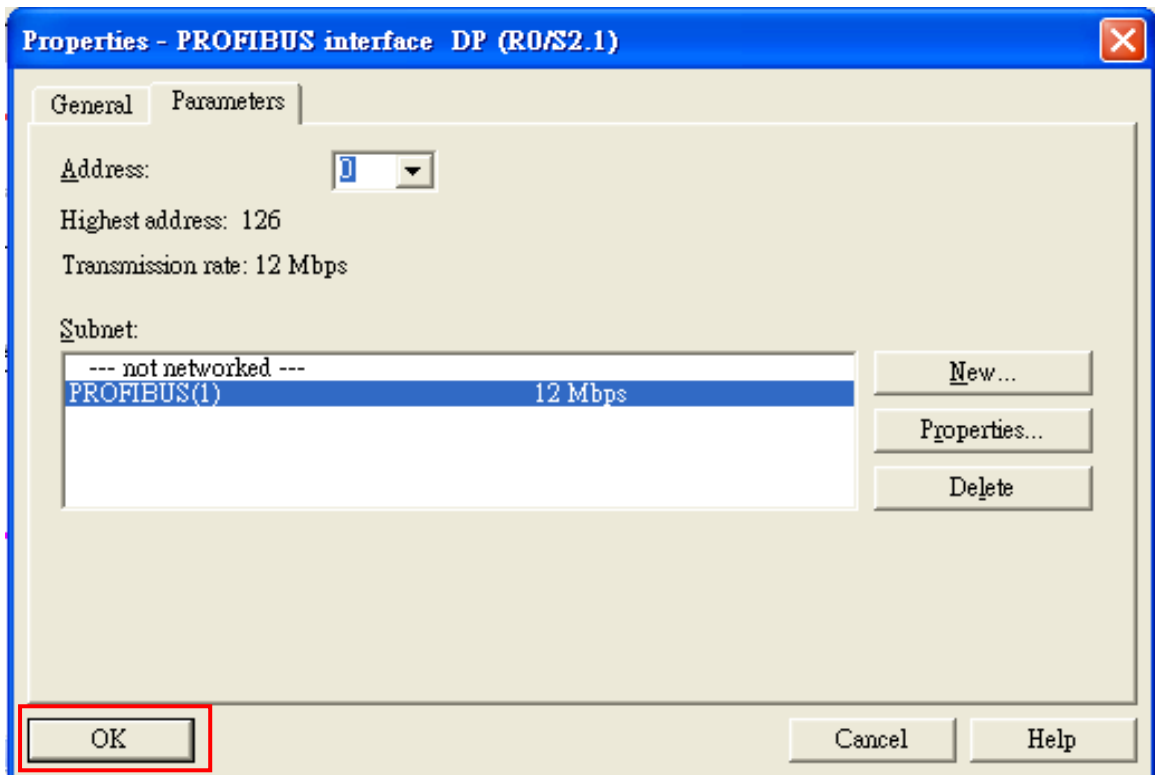 Properties - PROFIBUS interface DP (R0/S2.1)
General Parameters
Address: 0
Highest address: 126
Transmission rate: 12 Mbps
Subnet:
--- not networked ---
PROFIBUS(1) 12 Mbps
New...
Properties...
Delete
OK Cancel Help